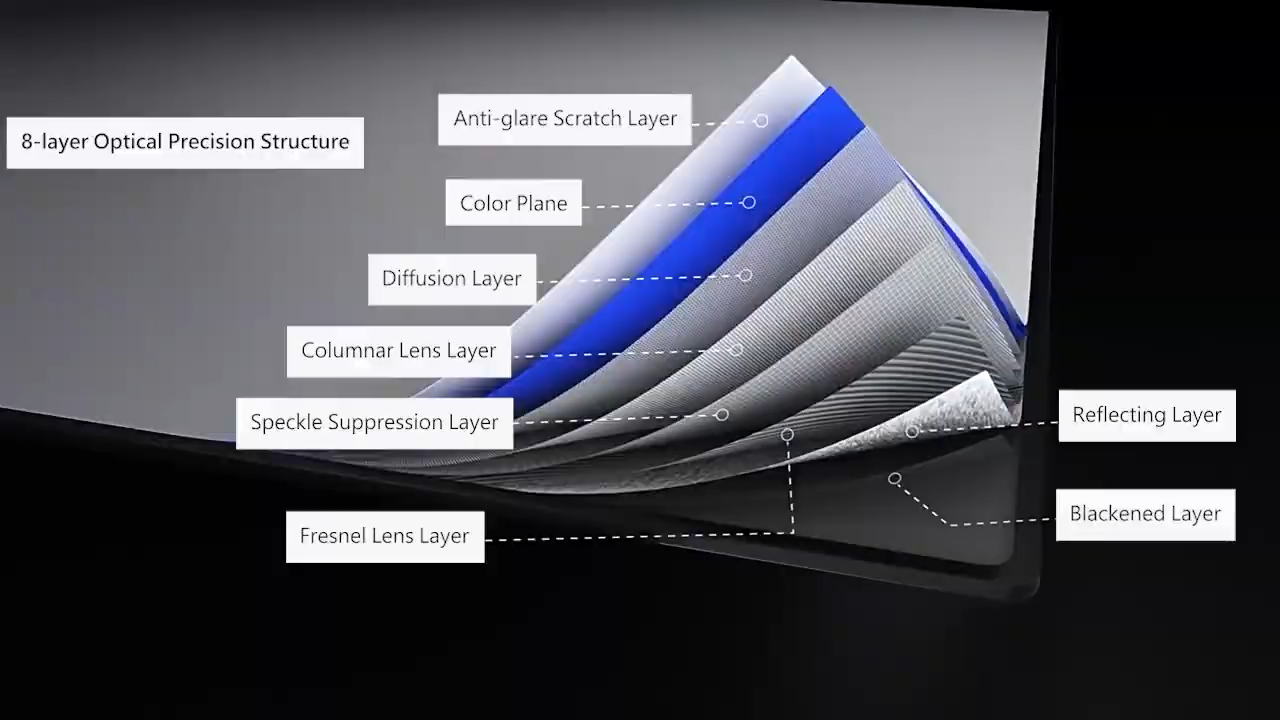 8-layer Optical Precision Structure
Anti-glare Scratch Layer
Color Plane
Diffusion Layer
Columnar Lens Layer
Speckle Suppression Layer
Fresnel Lens Layer
Reflecting Layer
Blackened Layer